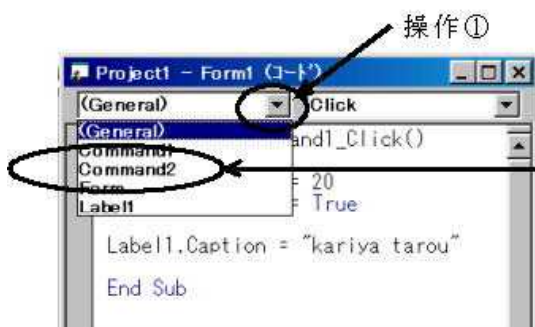 操作①
Project1 - Form1 (コード)
(General) Click
(General)
Command1 and1_Click()
Command2
Form = 20
Label1 = True
Label1.Caption = "kariya tarou"
End Sub